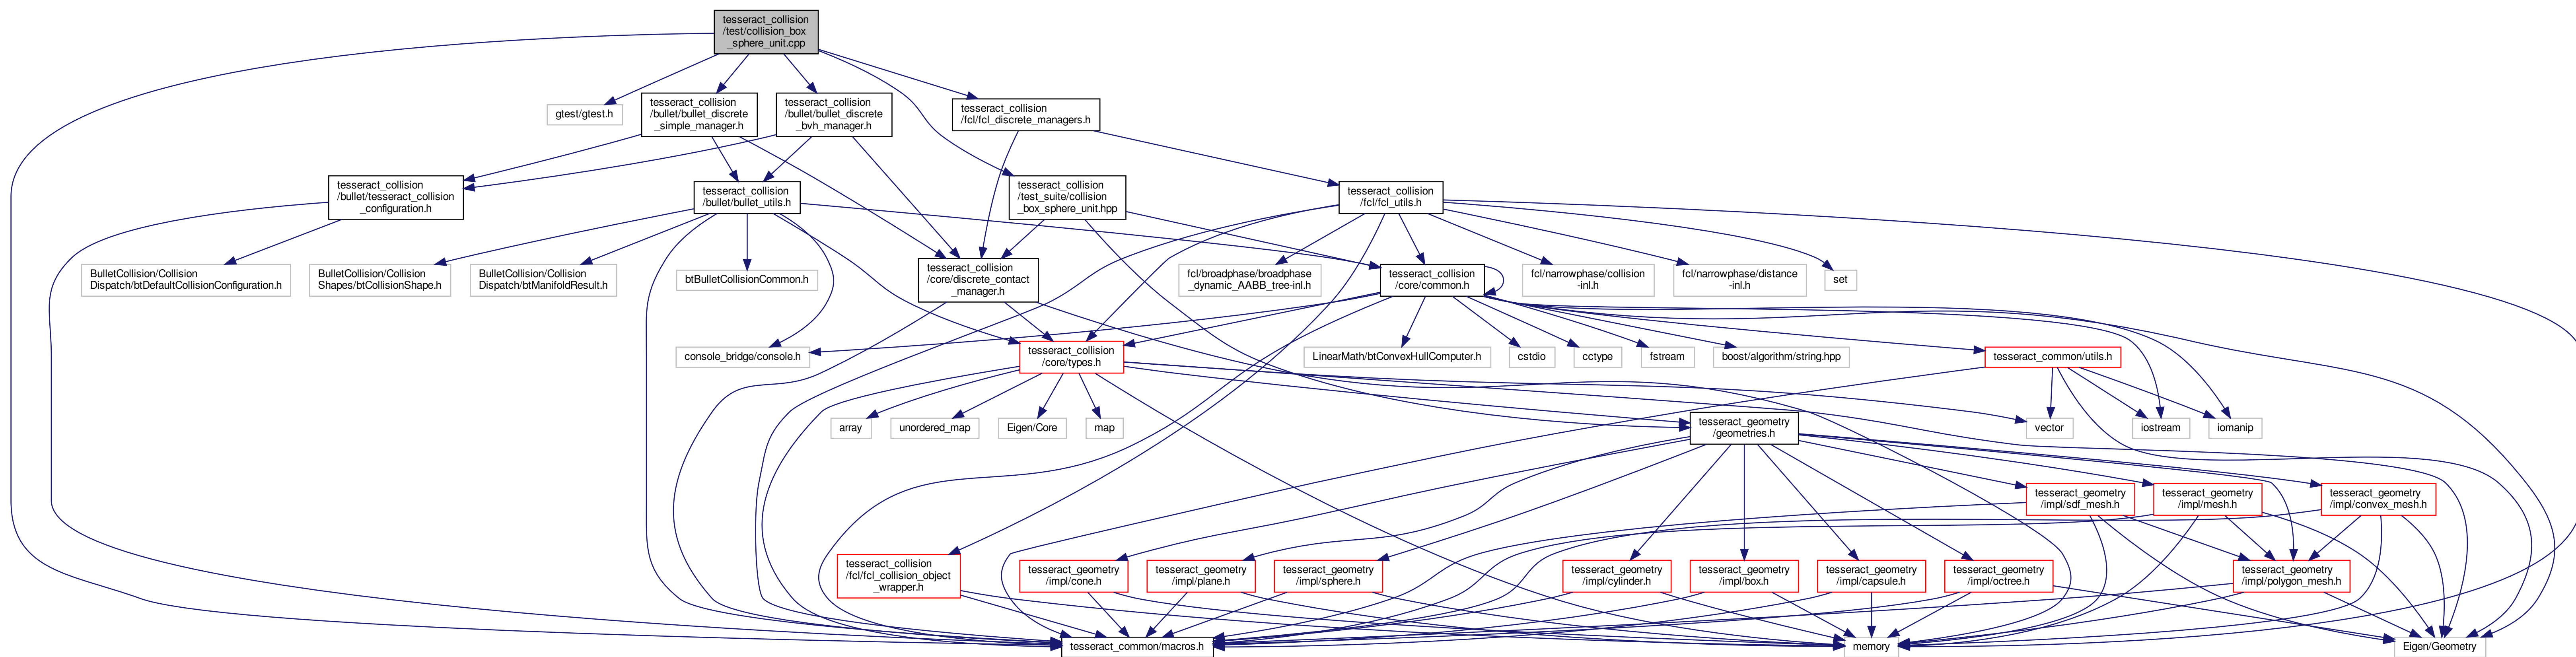 tesseract_collision
/test/collision_box
_sphere_unit.cpp
gtest/gtest.h
tesseract_collision
/bullet/bullet_discrete
_simple_manager.h
tesseract_collision
/bullet/bullet_discrete
_bvh_manager.h
tesseract_collision
/fcl/fcl_discrete_managers.h
tesseract_collision
/bullet/tesseract_collision
_configuration.h
tesseract_collision
/bullet/bullet_utils.h
tesseract_collision
/test_suite/collision
_box_sphere_unit.hpp
tesseract_collision
/fcl/fcl_utils.h
BulletCollision/Collision
Dispatch/btDefaultCollisionConfiguration.h
BulletCollision/Collision
Shapes/btCollisionShape.h
BulletCollision/Collision
Dispatch/btManifoldResult.h
btBulletCollisionCommon.h
tesseract_collision
/core/discrete_contact
_manager.h
fcl/broadphase/broadphase
_dynamic_AABB_tree-inl.h
tesseract_collision
/core/common.h
fcl/narrowphase/collision
-inl.h
fcl/narrowphase/distance
-inl.h
set
console_bridge/console.h
tesseract_collision
/core/types.h
LinearMath/btConvexHullComputer.h
cstdio
cctype
fstream
boost/algorithm/string.hpp
tesseract_common/utils.h
array
unordered_map
Eigen/Core
map
tesseract_geometry
/geometries.h
vector
iostream
iomanip
tesseract_geometry
/impl/sdf_mesh.h
tesseract_geometry
/impl/mesh.h
tesseract_geometry
/impl/convex_mesh.h
tesseract_collision
/fcl/fcl_collision_object
_wrapper.h
tesseract_geometry
/impl/cone.h
tesseract_geometry
/impl/plane.h
tesseract_geometry
/impl/sphere.h
tesseract_geometry
/impl/cylinder.h
tesseract_geometry
/impl/box.h
tesseract_geometry
/impl/capsule.h
tesseract_geometry
/impl/octree.h
tesseract_geometry
/impl/polygon_mesh.h
tesseract_common/macros.h
memory
Eigen/Geometry